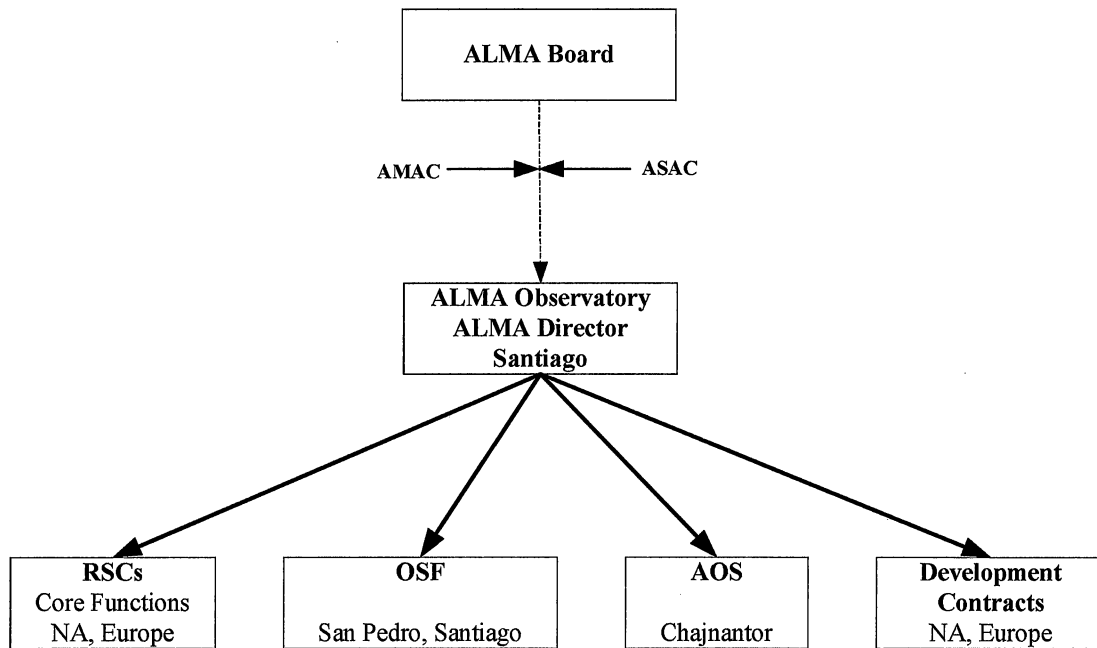 ALMA Board
AMAC
ASAC
ALMA Observatory
ALMA Director
Santiago
RSCs
Core Functions
NA, Europe
OSF
San Pedro, Santiago
AOS
Chajnantor
Development
Contracts
NA, Europe